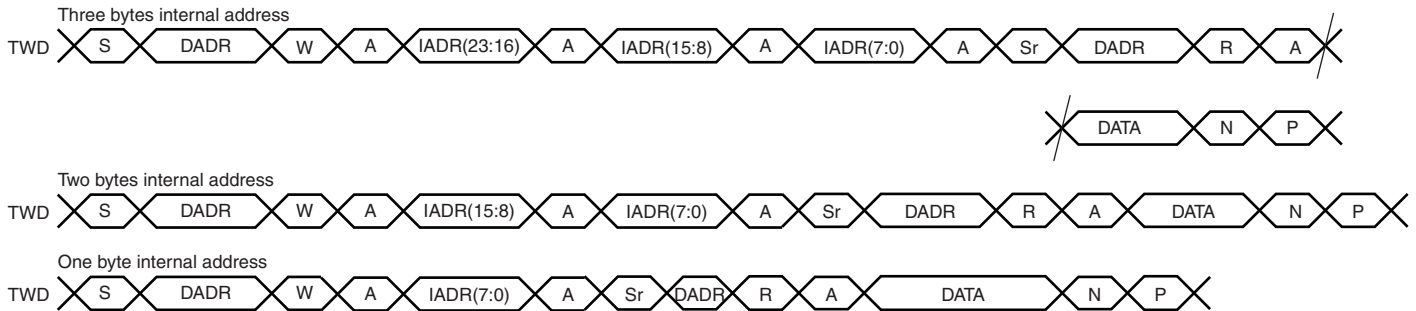 Three bytes internal address
TWD S DADR W A IADR(23:16) A IADR(15:8) A IADR(7:0) A Sr DADR R A
DATA N P
Two bytes internal address
TWD S DADR W A IADR(15:8) A IADR(7:0) A Sr DADR R A DATA N P
One byte internal address
TWD S DADR W A IADR(7:0) A Sr DADR R A DATA N P